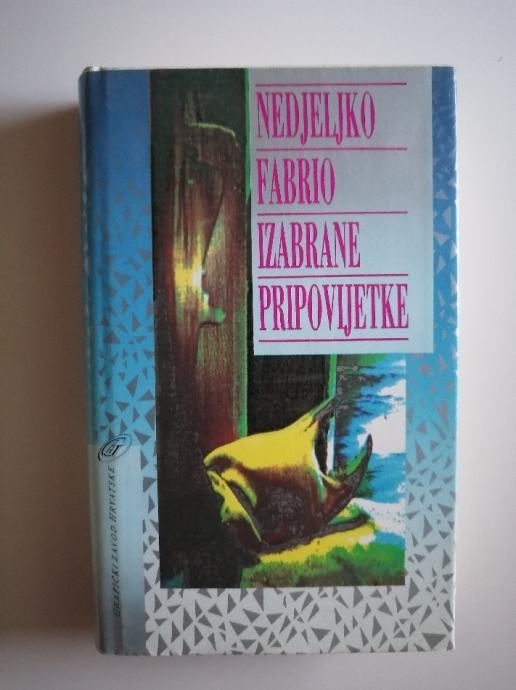 NEDJELJKO
FABRIO
IZABRANE
PRIPOVIJETKE
GRAFIČKI ZAVOD HRVATSKE